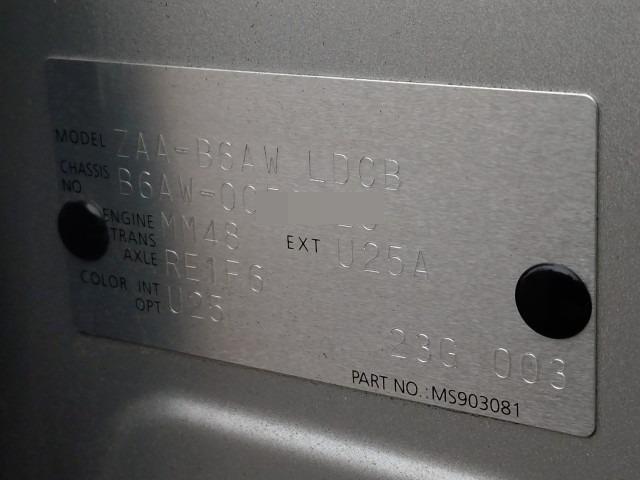 MODEL ZAA-B6AW LDCB
CHASSIS NO B6AW-0C
ENGINE MM48
EXT U25A
TRANS AXLE RE1F6
COLOR INT OPT U25
23G 003
PART NO.:MS903081